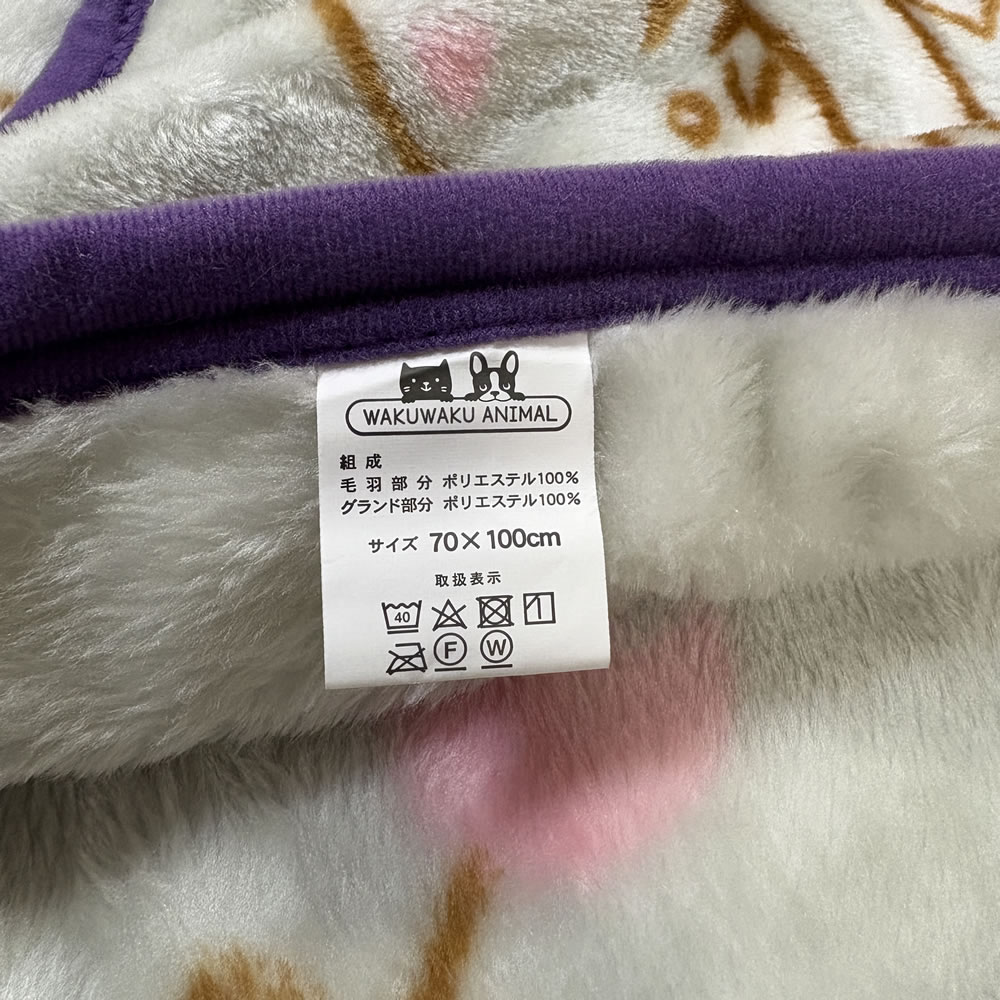 WAKUWAKU ANIMAL
組成
毛羽部分 ポリエステル100%
グランド部分 ポリエステル100%
サイズ 70×100cm
取扱表示
40
F W